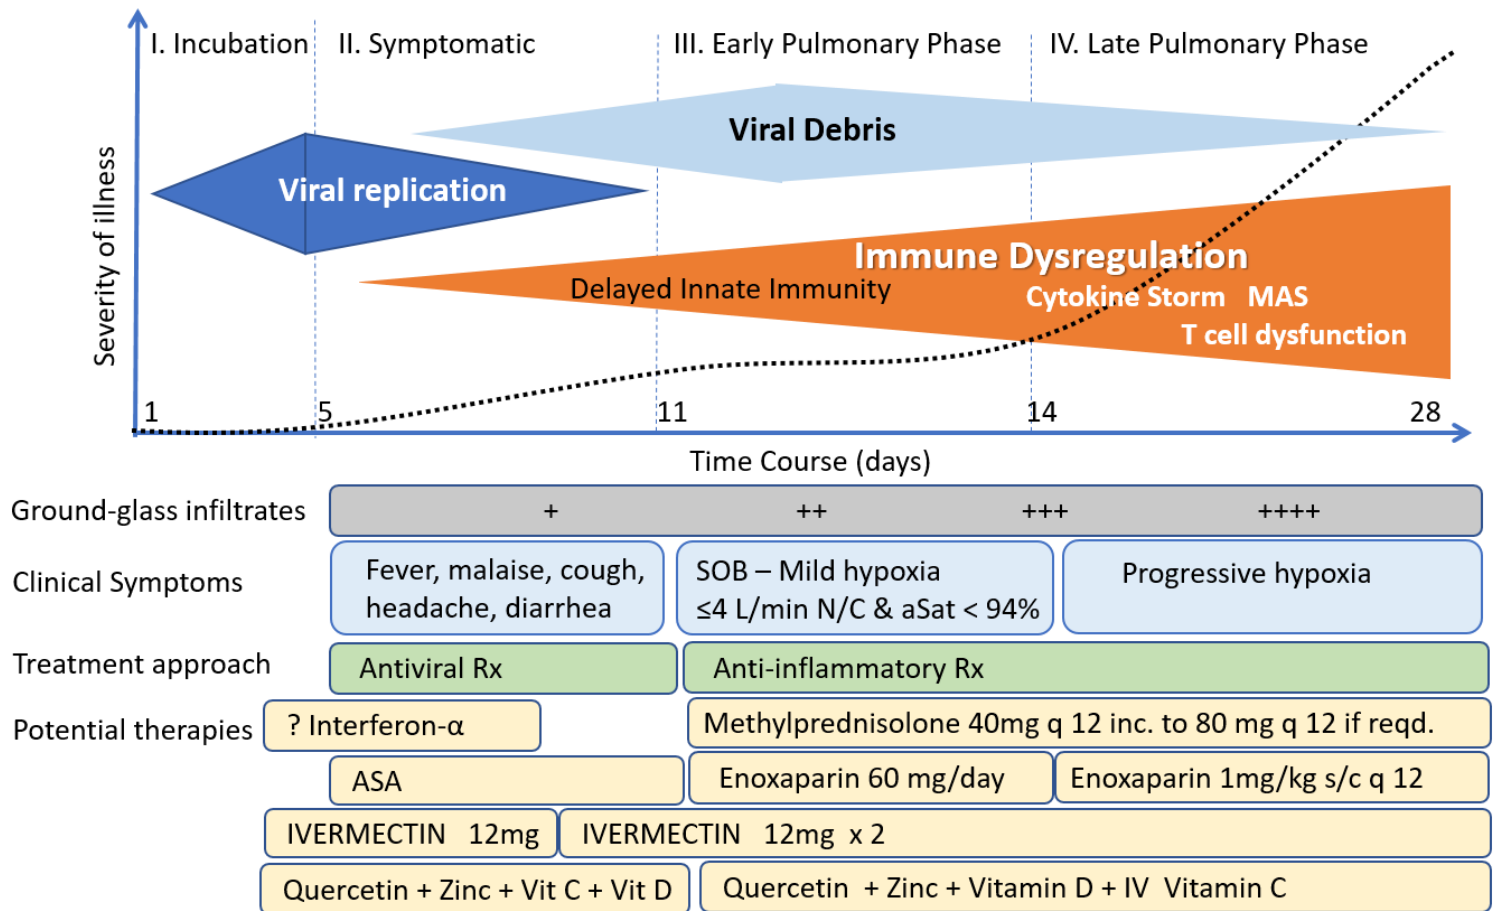 I. Incubation
II. Symptomatic
III. Early Pulmonary Phase
IV. Late Pulmonary Phase
Severity of illness
Viral Debris
Viral replication
Immune Dysregulation
Delayed Innate Immunity
Cytokine Storm MAS
T cell dysfunction
1 5 11 14 28
Time Course (days)
Ground-glass infiltrates + ++ +++ ++++
Clinical Symptoms
Fever, malaise, cough,
headache, diarrhea
SOB – Mild hypoxia
≤4 L/min N/C & aSat < 94%
Progressive hypoxia
Treatment approach
Antiviral Rx
Anti-inflammatory Rx
Potential therapies
? Interferon-α
Methylprednisolone 40mg q 12 inc. to 80 mg q 12 if reqd.
ASA
Enoxaparin 60 mg/day
Enoxaparin 1mg/kg s/c q 12
IVERMECTIN 12mg
IVERMECTIN 12mg x 2
Quercetin + Zinc + Vit C + Vit D
Quercetin + Zinc + Vitamin D + IV Vitamin C